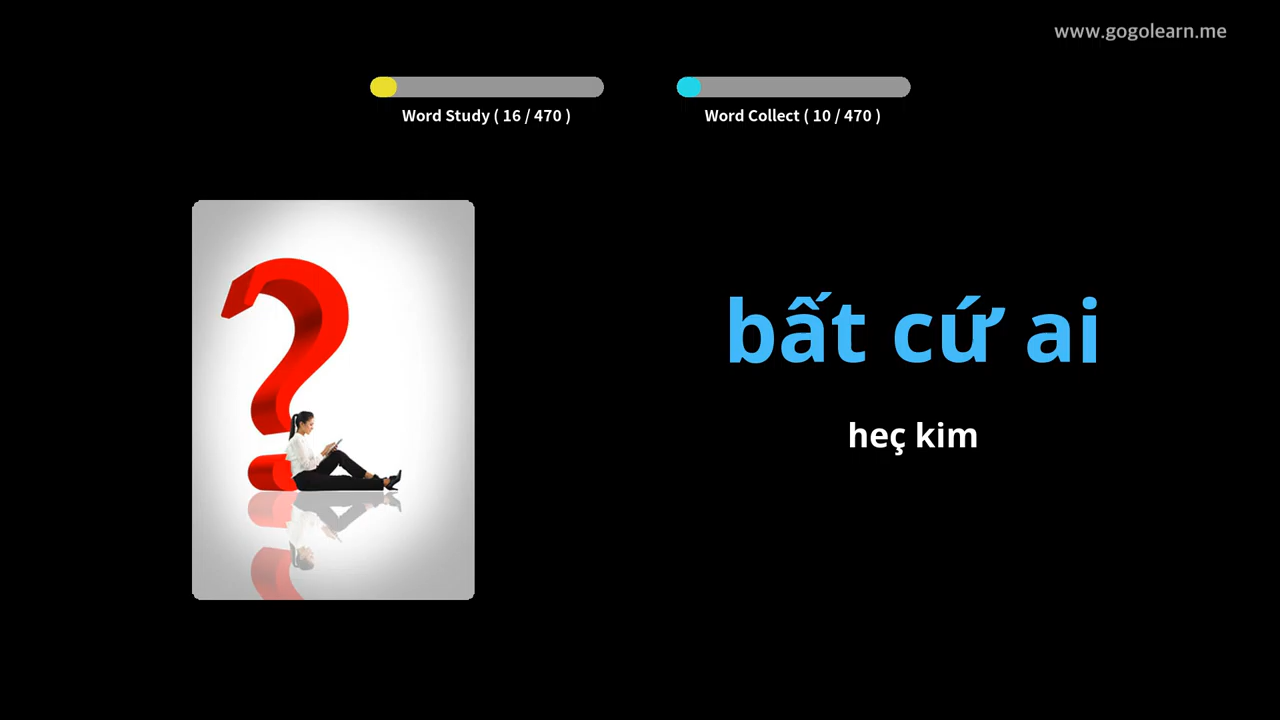 www.gogolearn.me
Word Study ( 16 / 470 )
Word Collect ( 10 / 470 )
bất cứ ai
heç kim